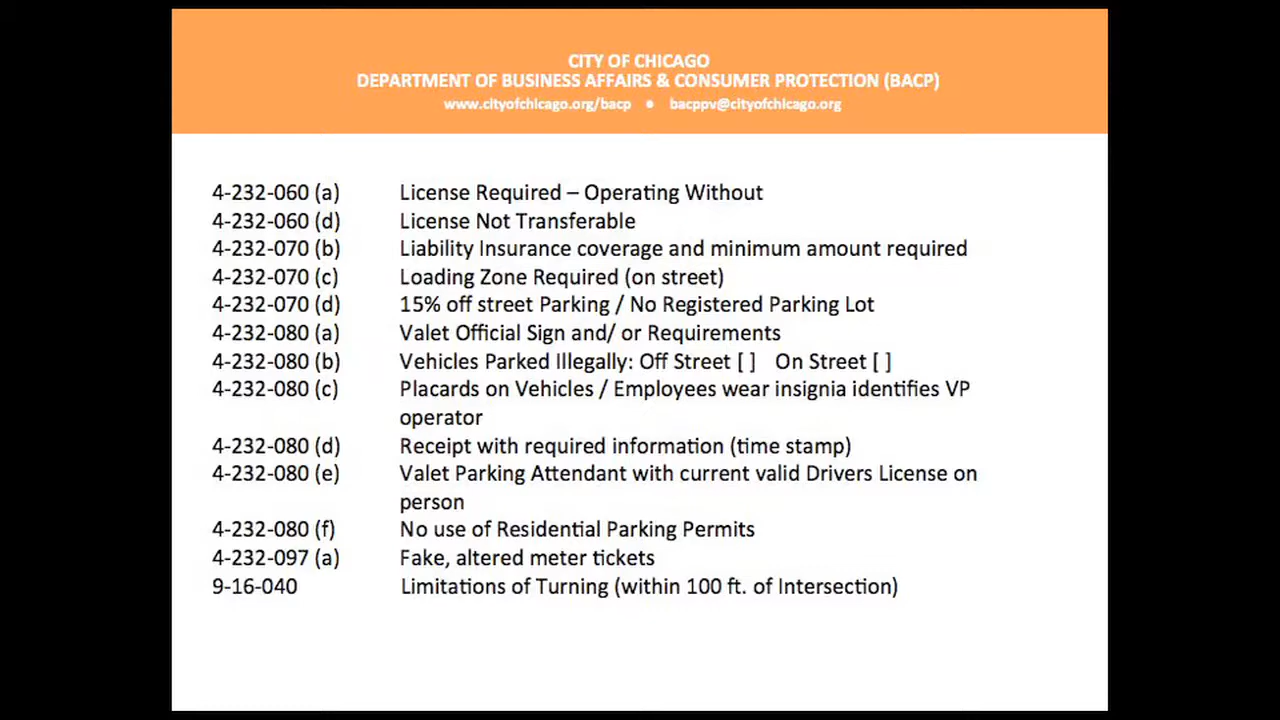 CITY OF CHICAGO
DEPARTMENT OF BUSINESS AFFAIRS & CONSUMER PROTECTION (BACP)
www.cityofchicago.org/bacp • bacppv@cityofchicago.org
4-232-060 (a) License Required – Operating Without
4-232-060 (d) License Not Transferable
4-232-070 (b) Liability Insurance coverage and minimum amount required
4-232-070 (c) Loading Zone Required (on street)
4-232-070 (d) 15% off street Parking / No Registered Parking Lot
4-232-080 (a) Valet Official Sign and/ or Requirements
4-232-080 (b) Vehicles Parked Illegally: Off Street [ ] On Street [ ]
4-232-080 (c) Placards on Vehicles / Employees wear insignia identifies VP
operator
4-232-080 (d) Receipt with required information (time stamp)
4-232-080 (e) Valet Parking Attendant with current valid Drivers License on
person
4-232-080 (f) No use of Residential Parking Permits
4-232-097 (a) Fake, altered meter tickets
9-16-040 Limitations of Turning (within 100 ft. of Intersection)